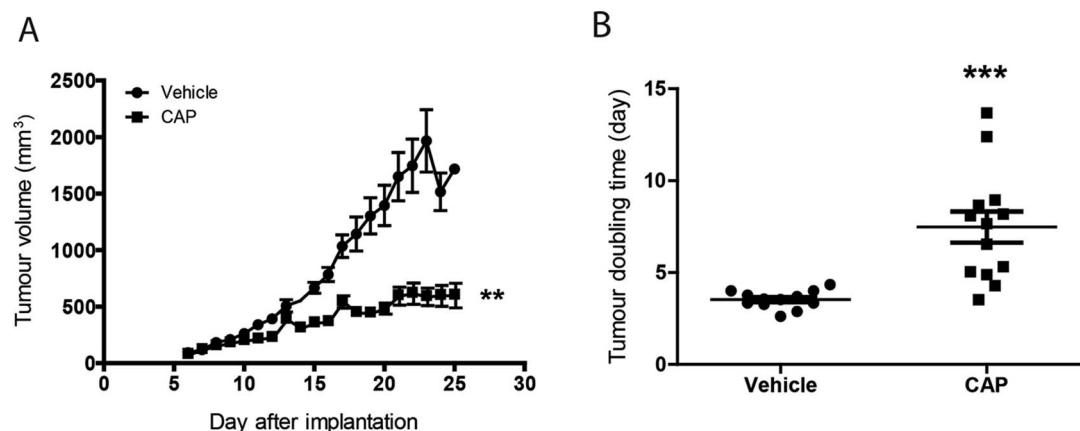 A
Tumour volume (mm³)
2500
2000
1500
1000
500
0
Vehicle
CAP
**
0 5 10 15 20 25 30
Day after implantation
B
Tumour doubling time (day)
15
10
5
0
***
Vehicle CAP